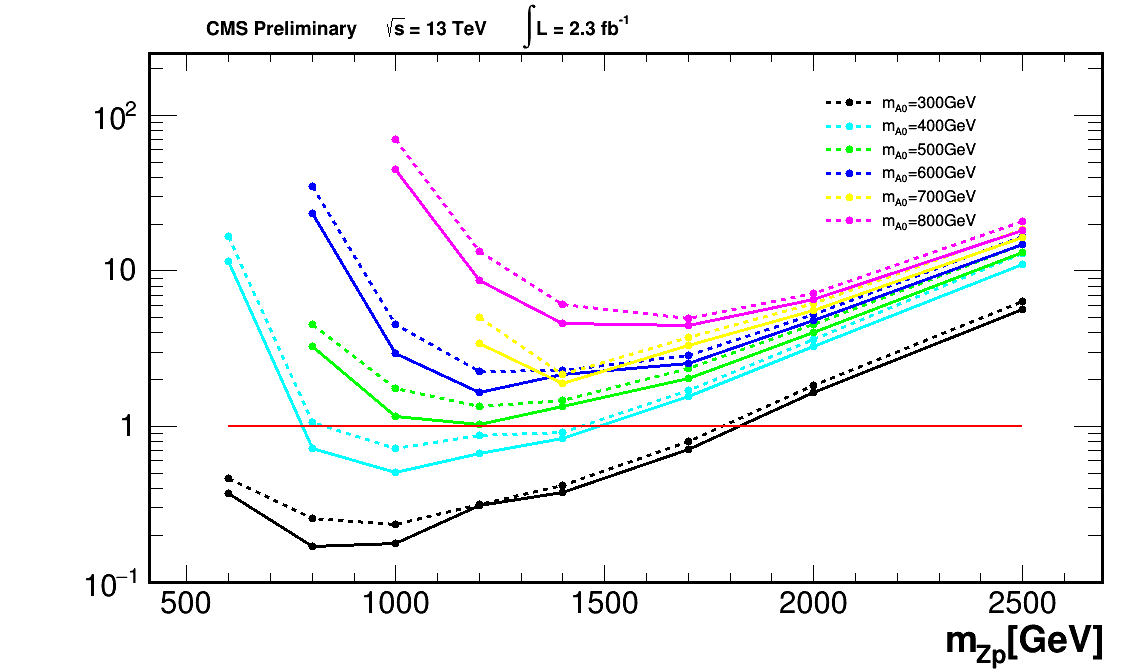 CMS Preliminary √s = 13 TeV ∫L = 2.3 fb⁻¹
10²
10
1
10⁻¹
500 1000 1500 2000 2500
m_Zp[GeV]
m_A0=300GeV
m_A0=400GeV
m_A0=500GeV
m_A0=600GeV
m_A0=700GeV
m_A0=800GeV